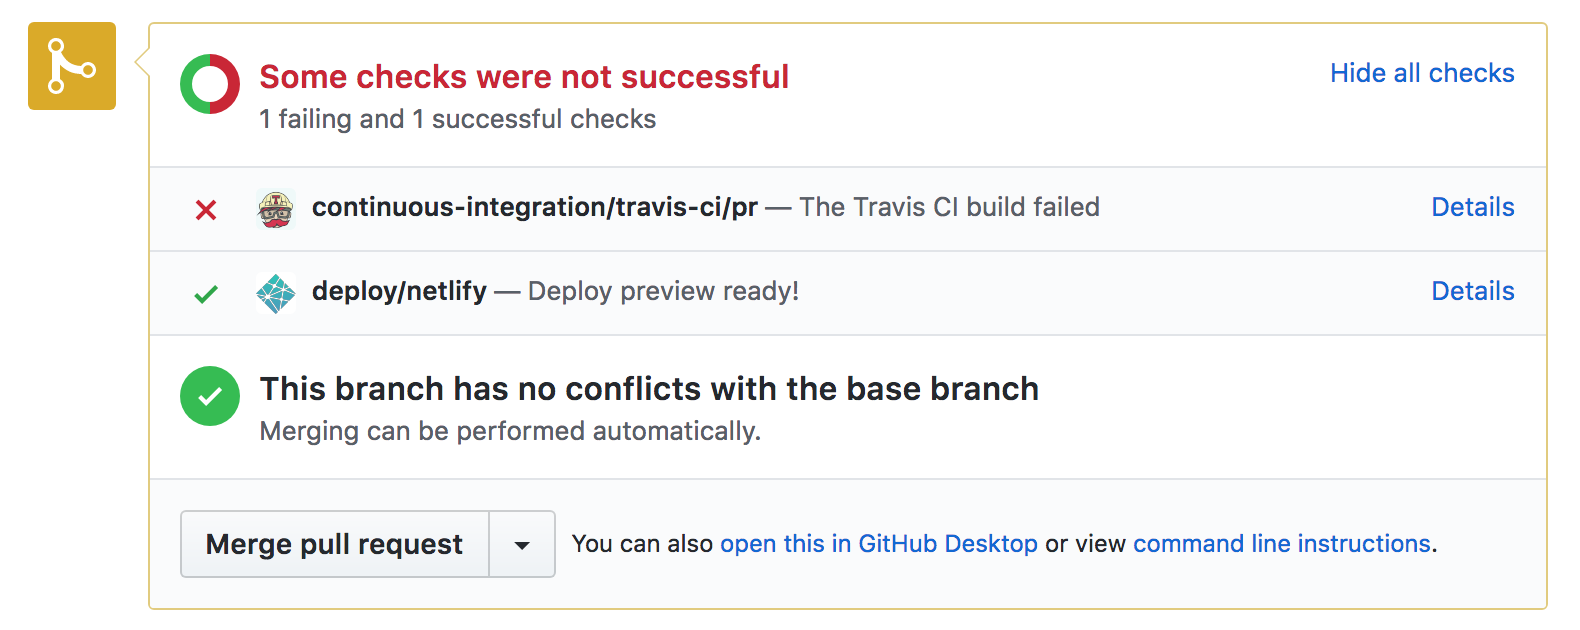 Some checks were not successful
Hide all checks
1 failing and 1 successful checks
continuous-integration/travis-ci/pr — The Travis CI build failed
Details
deploy/netlify — Deploy preview ready!
Details
This branch has no conflicts with the base branch
Merging can be performed automatically.
Merge pull request
You can also open this in GitHub Desktop or view command line instructions.